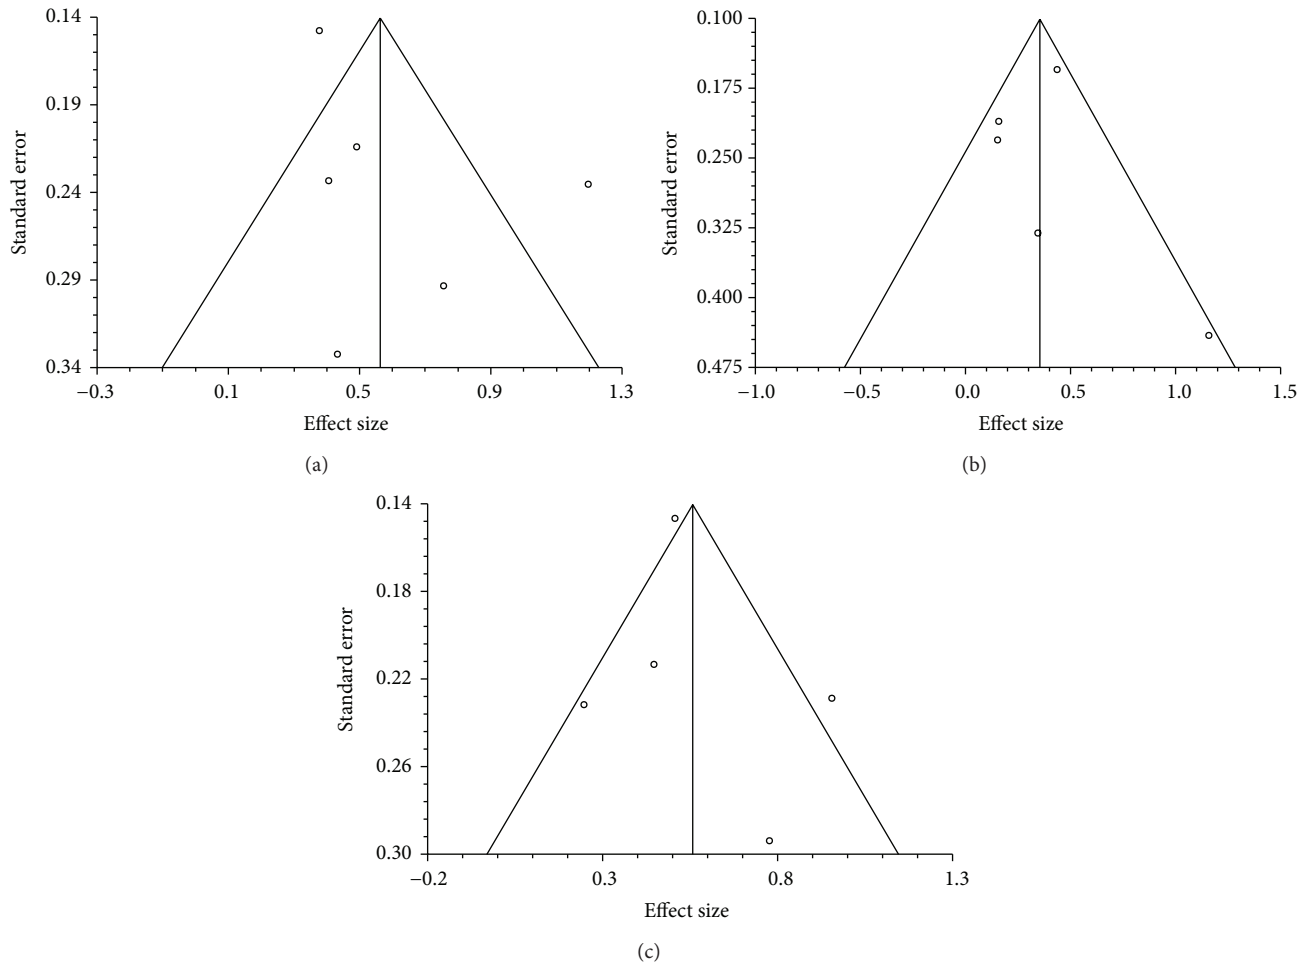 0.14
0.19
0.24
0.29
0.34
Standard error
−0.3 0.1 0.5 0.9 1.3
Effect size
(a)
0.100
0.175
0.250
0.325
0.400
0.475
Standard error
−1.0 −0.5 0.0 0.5 1.0 1.5
Effect size
(b)
0.14
0.18
0.22
0.26
0.30
Standard error
−0.2 0.3 0.8 1.3
Effect size
(c)